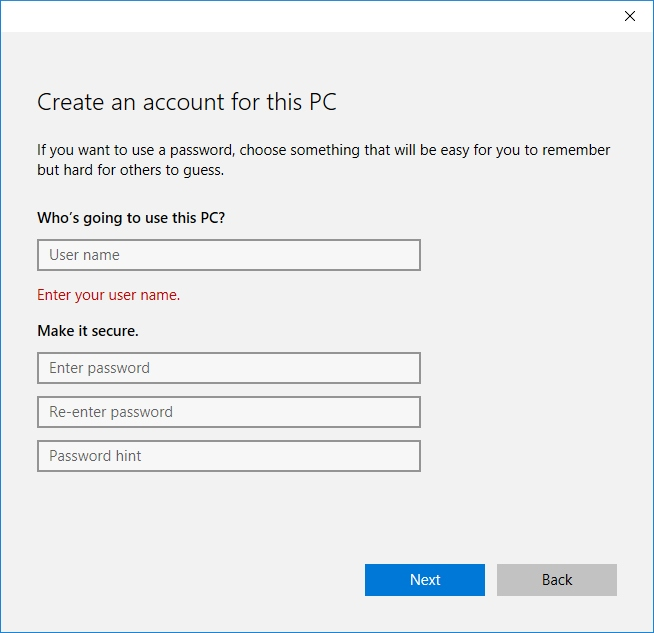 Create an account for this PC
If you want to use a password, choose something that will be easy for you to remember
but hard for others to guess.
Who's going to use this PC?
User name
Enter your user name.
Make it secure.
Enter password
Re-enter password
Password hint
Next
Back